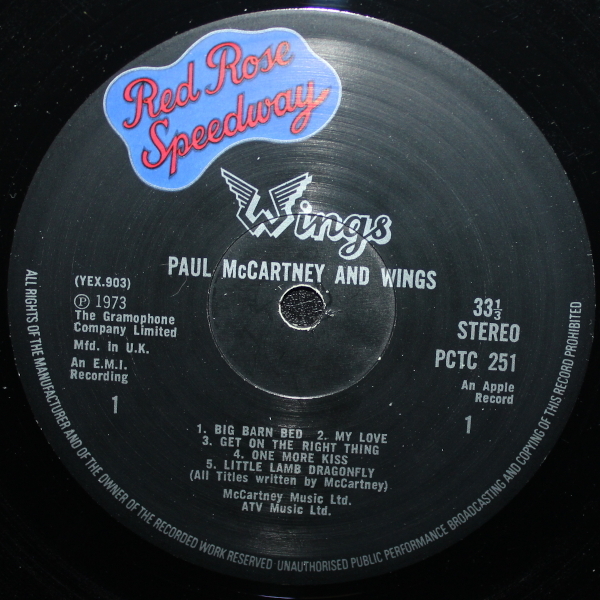 Red Rose
Speedway
Wings
PAUL McCARTNEY AND WINGS
(YEX.903)
Ⓟ 1973
The Gramophone
Company Limited
Mfd. in U.K.
An E.M.I.
Recording
1
33⅓
STEREO
PCTC 251
An Apple
Record
1
1. BIG BARN BED 2. MY LOVE
3. GET ON THE RIGHT THING
4. ONE MORE KISS
5. LITTLE LAMB DRAGONFLY
(All Titles written by McCartney)
McCartney Music Ltd.
ATV Music Ltd.
ALL RIGHTS OF THE MANUFACTURER AND OF THE OWNER OF THE RECORDED WORK RESERVED UNAUTHORISED PUBLIC PERFORMANCE BROADCASTING AND COPYING OF THIS RECORD PROHIBITED